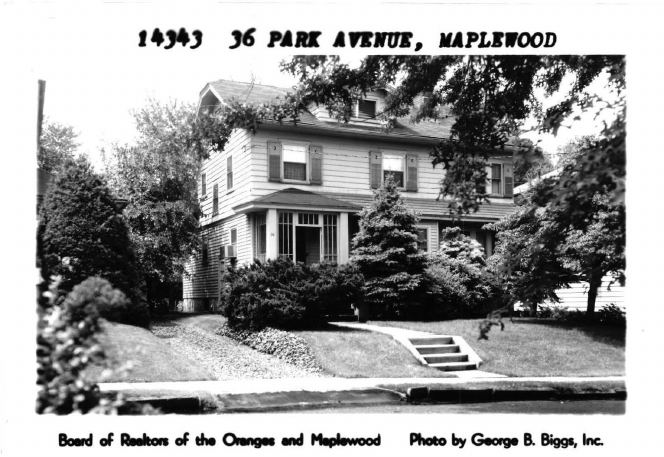 14343 36 PARK AVENUE, MAPLEWOOD
Board of Realtors of the Oranges and Maplewood Photo by George B. Biggs, Inc.